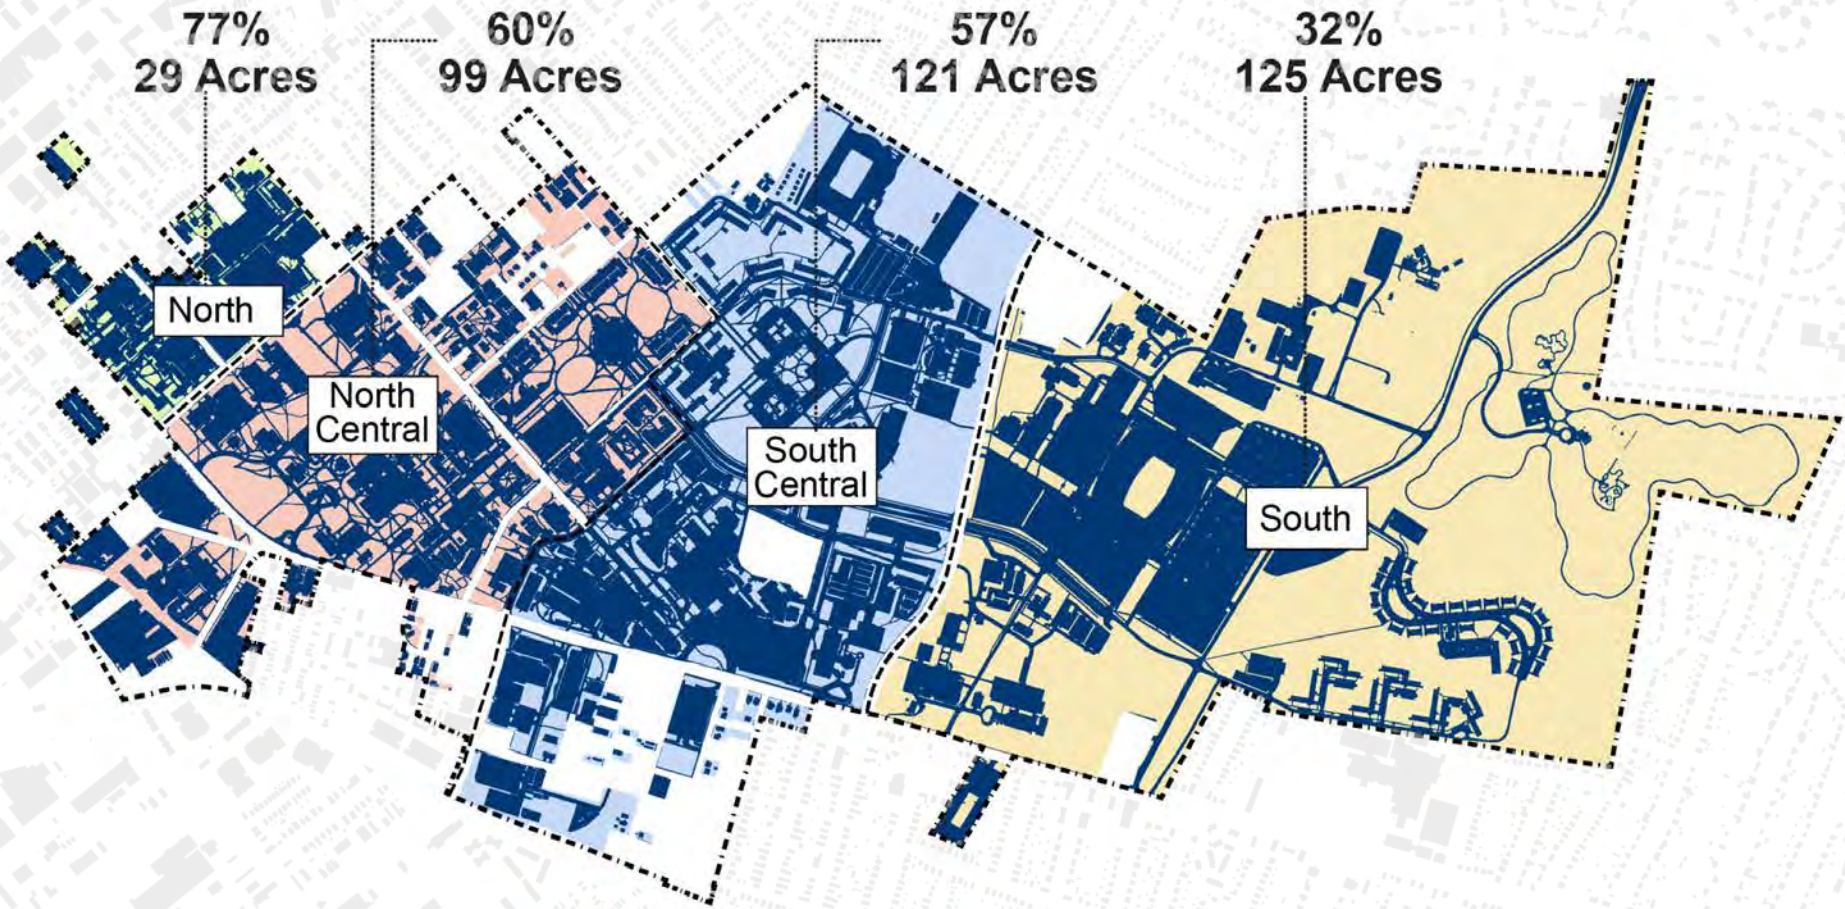 77%
29 Acres
60%
99 Acres
57%
121 Acres
32%
125 Acres
North
North
Central
South
Central
South